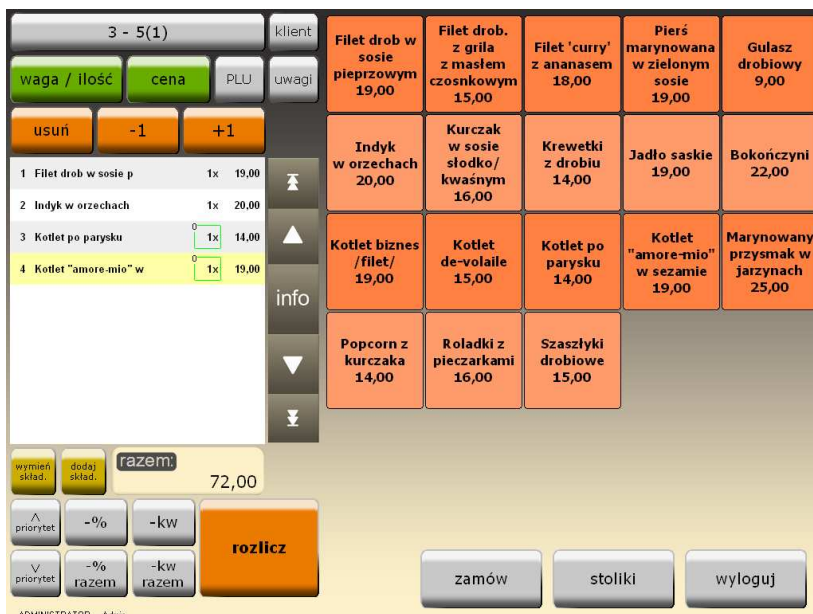 3 - 5(1)
klient
waga / ilość
cena
PLU
uwagi
usuń
-1
+1
1 Filet drob w sosie p 1x 19,00
2 Indyk w orzechach 1x 20,00
3 Kotlet po parysku 0 1x 14,00
4 Kotlet "amore-mio" w 0 1x 19,00
info
wymień
skład.
dodaj
skład.
razem:
72,00
priorytet
-%
-kw
rozlicz
priorytet
-%
razem
-kw
razem
Filet drob w
sosie
pieprzowym
19,00
Filet drob.
z grila
z masłem
czosnkowym
15,00
Filet 'curry'
z ananasem
18,00
Pierś
marynowana
w zielonym
sosie
19,00
Gulasz
drobiowy
9,00
Indyk
w orzechach
20,00
Kurczak
w sosie
słodko/
kwaśnym
16,00
Krewetki
z drobiu
14,00
Jadło saskie
19,00
Bokończyni
22,00
Kotlet biznes
/filet/
19,00
Kotlet
de-volaile
15,00
Kotlet po
parysku
14,00
Kotlet
"amore-mio"
w sezamie
19,00
Marynowany
przysmak w
jarzynach
25,00
Popcorn z
kurczaka
14,00
Roladki z
pieczarkami
16,00
Szaszłyki
drobiowe
15,00
zamów
stoliki
wyloguj